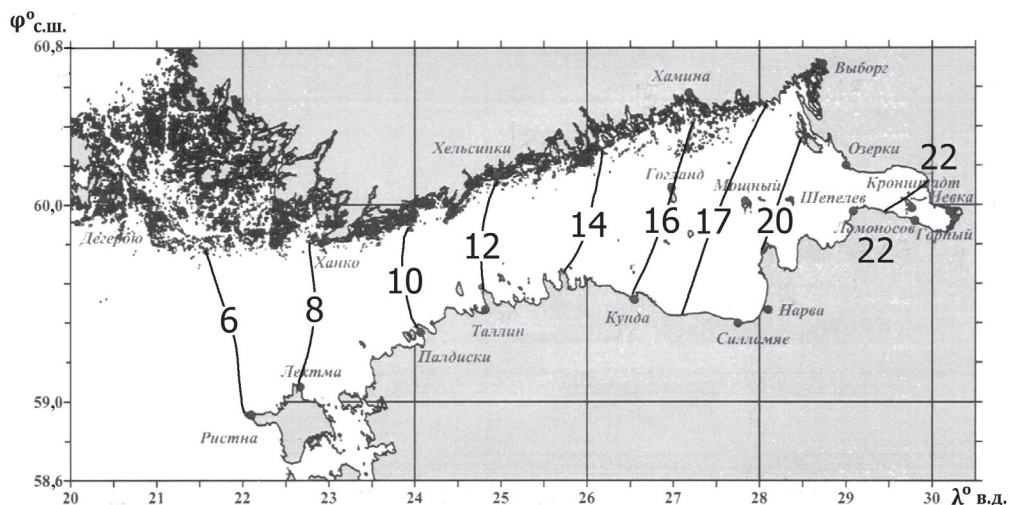 φ° с.ш.
60,8
Хамина
Выборг
Хельсинки
Озерки
22
Гогланд
Мощный
Кронштадт
60,0
Шепелев
Невка
Дегербю
Ханко
14
16
17
20
Ломоносов
Горный
12
22
10
6
8
Кунда
Нарва
Таллин
Силламяе
Палдиски
Лехтма
59,0
Ристна
58,6
20 21 22 23 24 25 26 27 28 29 30 λ° в.д.